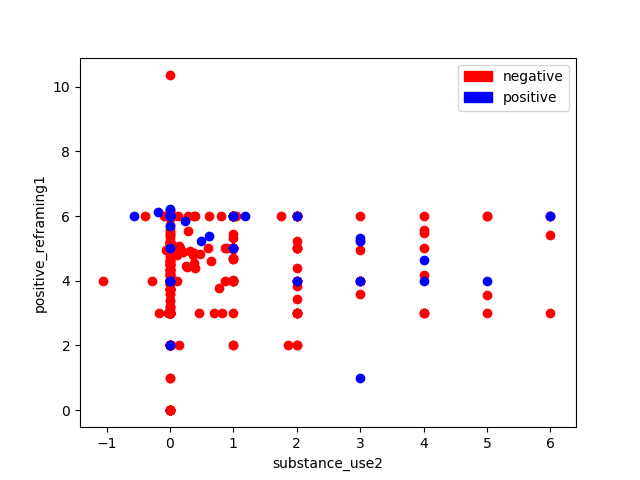 negative
positive
10
8
6
4
2
0
positive_reframing1
−1 0 1 2 3 4 5 6
substance_use2